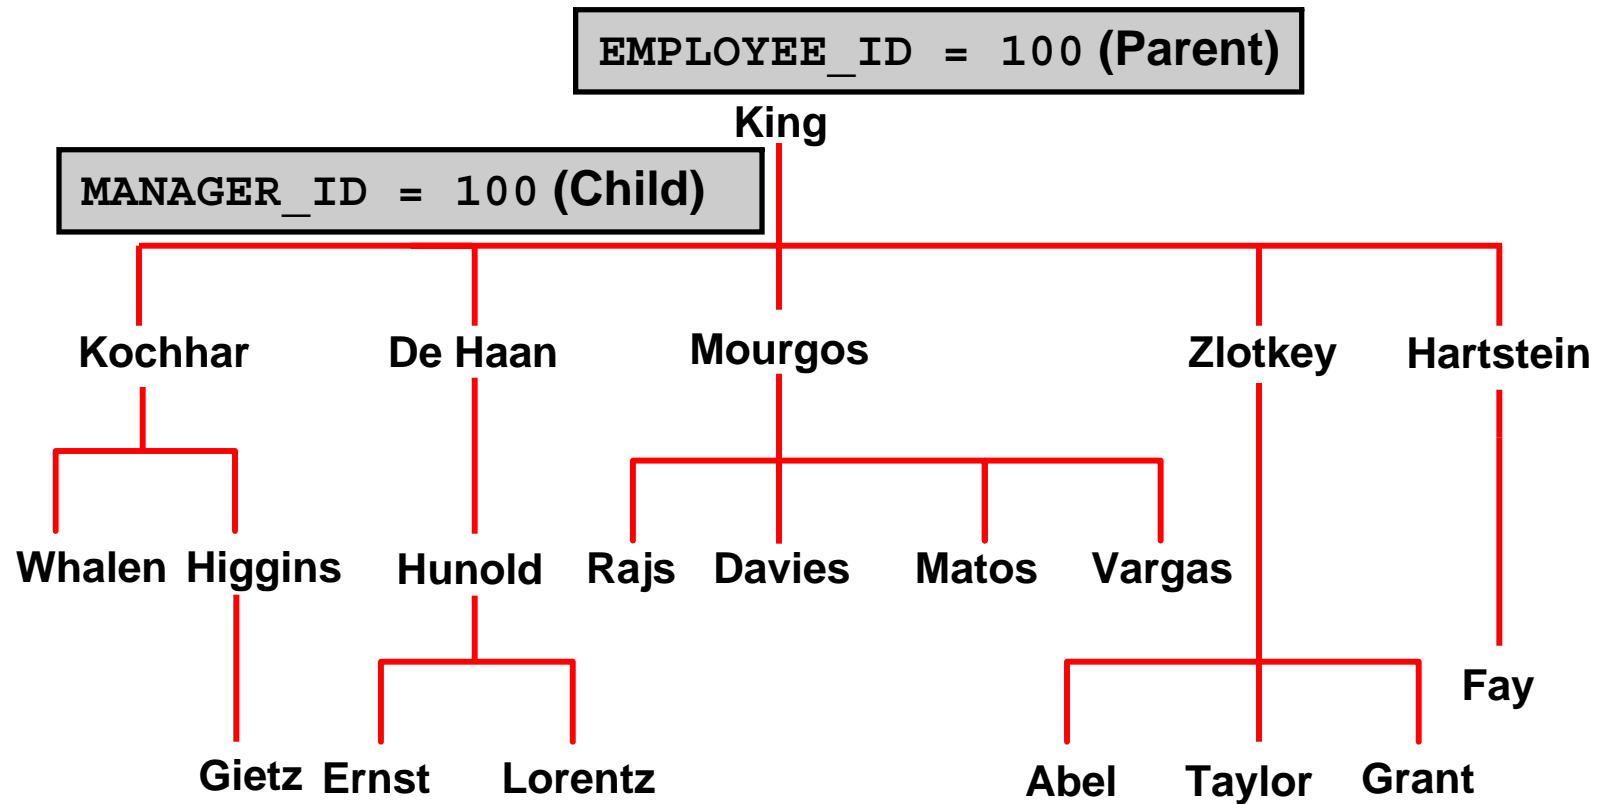 EMPLOYEE_ID = 100 (Parent)
King
MANAGER_ID = 100 (Child)
Kochhar De Haan Mourgos Zlotkey Hartstein
Whalen Higgins Hunold Rajs Davies Matos Vargas
Fay
Gietz Ernst Lorentz Abel Taylor Grant